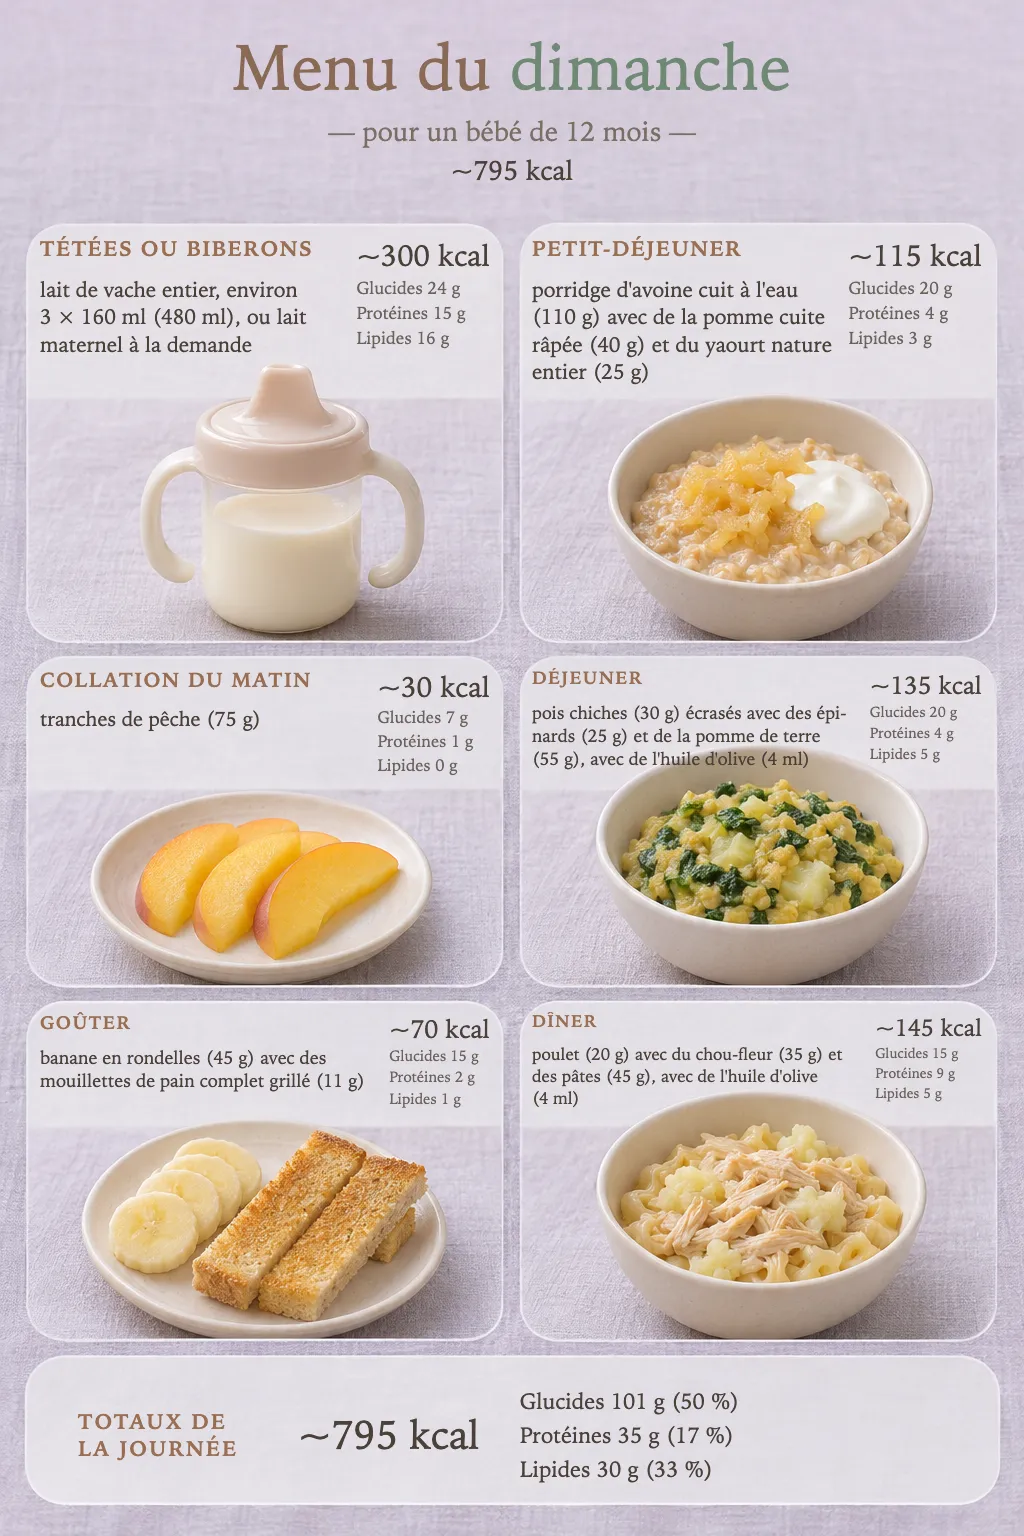 Menu du dimanche
— pour un bébé de 12 mois —
~795 kcal
TÉTÉES OU BIBERONS
~300 kcal
lait de vache entier, environ
3 × 160 ml (480 ml), ou lait
maternel à la demande
Glucides 24 g
Protéines 15 g
Lipides 16 g
PETIT-DÉJEUNER
~115 kcal
porridge d'avoine cuit à l'eau
(110 g) avec de la pomme cuite
râpée (40 g) et du yaourt nature
entier (25 g)
Glucides 20 g
Protéines 4 g
Lipides 3 g
COLLATION DU MATIN
~30 kcal
tranches de pêche (75 g)
Glucides 7 g
Protéines 1 g
Lipides 0 g
DÉJEUNER
~135 kcal
pois chiches (30 g) écrasés avec des épi-
nards (25 g) et de la pomme de terre
(55 g), avec de l'huile d'olive (4 ml)
Glucides 20 g
Protéines 4 g
Lipides 5 g
GOÛTER
~70 kcal
banane en rondelles (45 g) avec des
mouillettes de pain complet grillé (11 g)
Glucides 15 g
Protéines 2 g
Lipides 1 g
DÎNER
~145 kcal
poulet (20 g) avec du chou-fleur (35 g) et
des pâtes (45 g), avec de l'huile d'olive
(4 ml)
Glucides 15 g
Protéines 9 g
Lipides 5 g
TOTAUX DE
LA JOURNÉE
~795 kcal
Glucides 101 g (50 %)
Protéines 35 g (17 %)
Lipides 30 g (33 %)